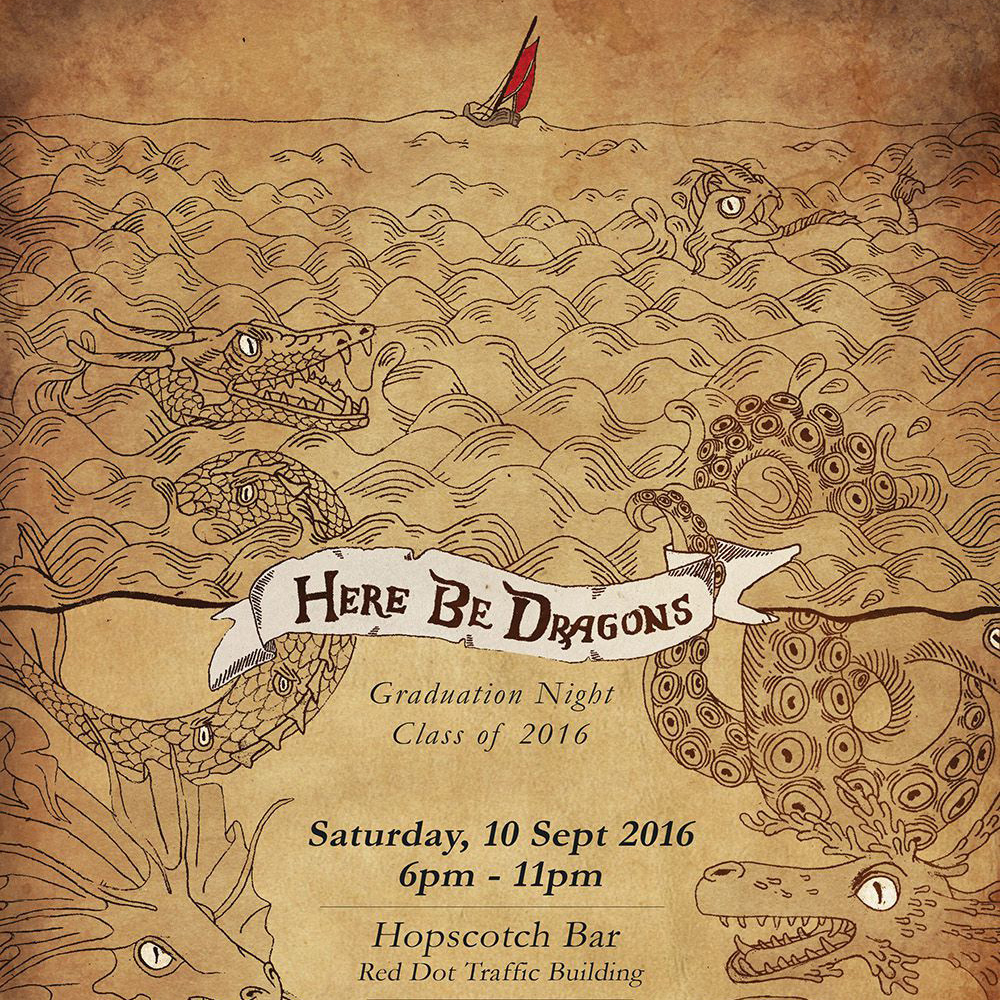 Here Be Dragons
Graduation Night
Class of 2016
Saturday, 10 Sept 2016
6pm - 11pm
Hopscotch Bar
Red Dot Traffic Building